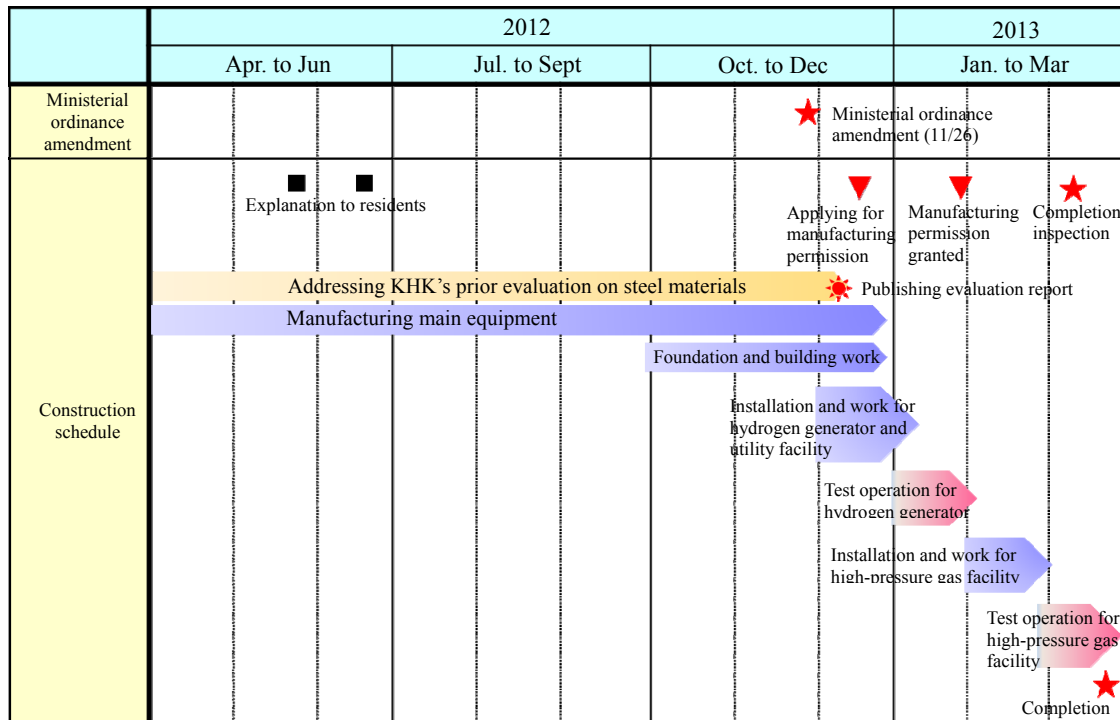 2012
2013
Apr. to Jun
Jul. to Sept
Oct. to Dec
Jan. to Mar
Ministerial
ordinance
amendment
Ministerial ordinance
amendment (11/26)
Construction
schedule
Explanation to residents
Applying for
manufacturing
permission
Manufacturing
permission
granted
Completion
inspection
Addressing KHK's prior evaluation on steel materials
Publishing evaluation report
Manufacturing main equipment
Foundation and building work
Installation and work for
hydrogen generator and
utility facility
Test operation for
hydrogen generator
Installation and work for
high-pressure gas facility
Test operation for
high-pressure gas
facility
Completion